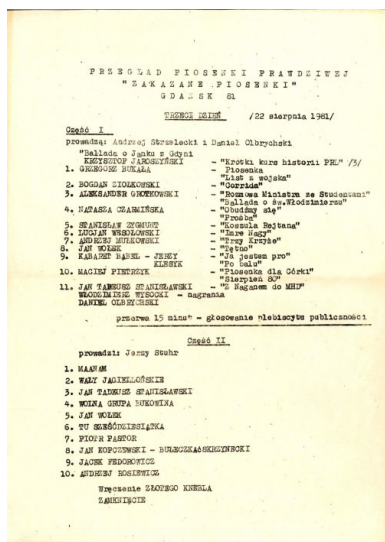 PRZEGLĄD PIOSENKI PRAWDZIWEJ
"ZAKAZANE PIOSENKI"
GDAŃSK 81
TRZECI DZIEŃ /22 sierpnia 1981/
Część I
prowadzą: Andrzej Strzelecki i Daniel Olbrychski
"Ballada o Janku z Gdyni
KRZYSZTOF JAROSZYŃSKI - "Krótki kurs historii PRL" /3/
1. GRZEGORZ BUKAŁA - Piosenka
"List z wojska"
2. BOGDAN ZIOŁKOWSKI - "Corrida"
3. ALEKSANDER GROTKOWSKI - "Rozmowa Ministra ze Studentami"
"Ballada o św.Włodzimierzu"
4. NATASZA CZARMIŃSKA - "Obudźmy się"
"Prośba"
5. STANISŁAW ZYGMUNT - "Koszula Rejtana"
6. LUCJAN WESOŁOWSKI - "Imre Nagy"
7. ANDRZEJ MUŁKOWSKI - "Trzy Krzyże"
8. JAN WOŁEK - "Tętno"
9. KABARET BABEL - JERZY KLESYK - "Ja jestem pro"
"Po balu"
10. MACIEJ PIETRZYK - "Piosenka dla Córki"
"Sierpień 80"
11. JAN TADEUSZ STANISŁAWSKI - "Z Naganem do MHD"
WŁODZIMIERZ WYSOCKI - nagrania
DANIEL OLBRYCHSKI
przerwa 15 minut - głosowanie plebiscytu publiczności
Część II
prowadzi: Jerzy Stuhr
1. MAANAM
2. WAŁY JAGIELLOŃSKIE
3. JAN TADEUSZ STANISŁAWSKI
4. WOLNA GRUPA BUKOWINA
5. JAN WOŁEK
6. TU SZEŚĆDZIESIĄTKA
7. PIOTR PASTOR
8. JAN KOPCZEWSKI - BUŁECZKA&SKRZYNECKI
9. JACEK FEDOROWICZ
10. ANDRZEJ ROSIEWICZ
Wręczenie ZŁOTEGO KNEBLA
ZAMKNIĘCIE